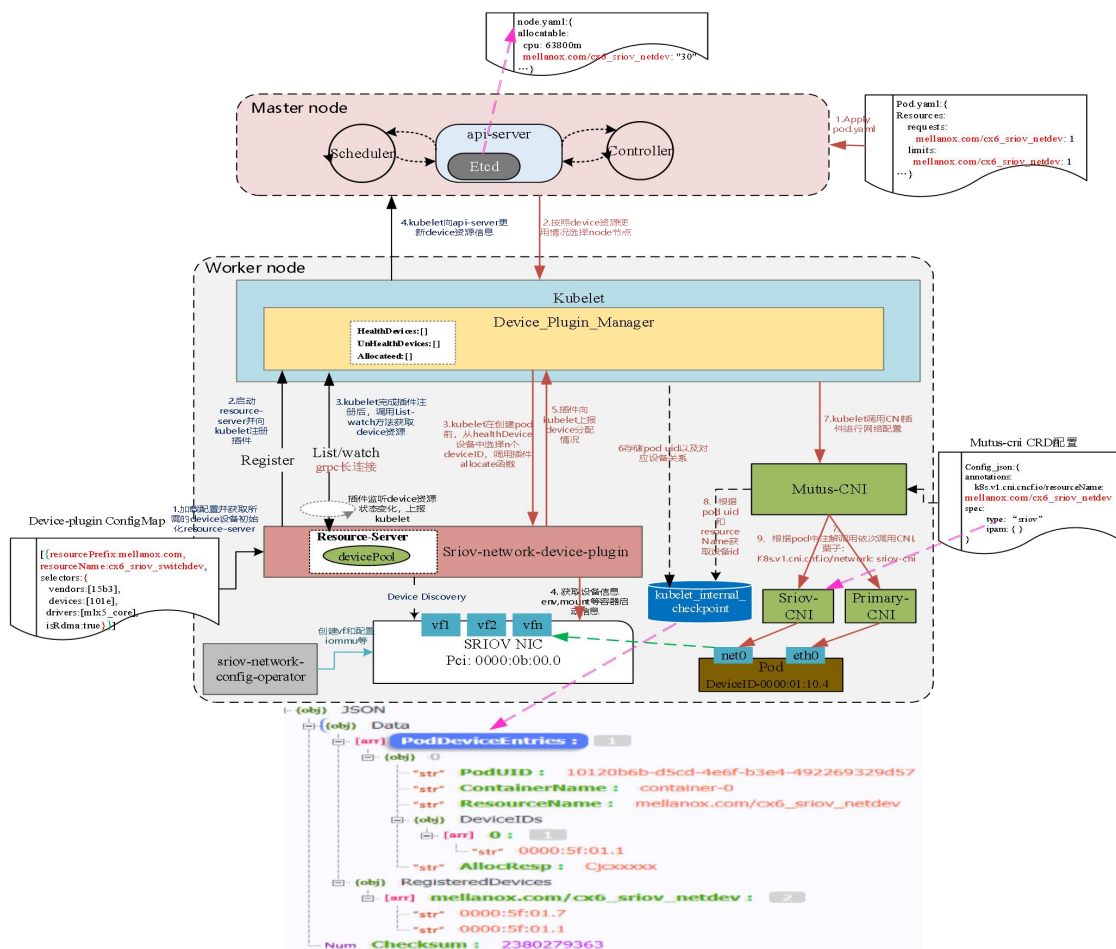 node.yaml:{
allocatable:
cpu: 63800m
mellanox.com/cx6_sriov_netdev: "30"
…}
Master node
api-server
Scheduler
Etcd
Controller
1.Apply
pod.yaml
Pod.yaml:{
Resources:
requests:
mellanox.com/cx6_sriov_netdev: 1
limits:
mellanox.com/cx6_sriov_netdev: 1
…}
4.kubelet向api-server更
新device资源信息
2.按照device资源使
用情况选择node节点
Worker node
Kubelet
Device_Plugin_Manager
HealthDevices:[]
UnHealthDevices:[]
Allocateed:[]
2.启动
resource-
server并向
kubelet注册
插件
Register
3.kubelet完成插件注
册后，调用List-
watch方法获取
device资源
List/watch
grpc长连接
插件监听device资源
状态变化，上报
kubelet
3.kubelet在创建pod
前，从healthDevice
设备中选择n个
deviceID，调用插件
allocate函数
5.插件向
kubelet上报
device分配
情况
6存储pod uid以及对
应设备关系
7.kubelet调用CNI插
件进行网络配置
Mutus-cni CRD配置
Config_json:{
annotations:
k8s.v1.cni.cncf.io/resourceName:
mellanox.com/cx6_sriov_netdev
spec:
type: “sriov”
ipam: { }
}
Mutus-CNI
8、根据
pod uid
和
resource
Name获
取设备id
9、根据pod中注解调用依次调用CNI,
栗子：
K8s.v1.cni.cncf.io/network: sriov-cni
1.加载配置并获取所
需的device设备初始
化resource-server
Device-plugin ConfigMap
[{resourcePrefix:mellanox.com,
resourceName:cx6_sriov_switchdev,
selectors:{
vendors:[15b3],
devices:[101e],
drivers:[mlx5_core],
isRdma:true}}]
Resource-Server
devicePool
Sriov-network-device-plugin
Device Discovery
4. 获取设备信息
env,mount等容器启
动信息
kubelet_internal_
checkpoint
Sriov-
CNI
Primary-
CNI
vf1
vf2
vfn
SRIOV NIC
Pci: 0000:0b:00.0
创建vf和配置
iommu等
sriov-network-
config-operator
net0
eth0
Pod
DeviceID-0000:01:10.4
{obj} JSON
{obj} Data
[arr] PodDeviceEntries : 1
{obj} 0
"str" PodUID : 10120b6b-d5cd-4e6f-b3e4-492269329d57
"str" ContainerName : container-0
"str" ResourceName : mellanox.com/cx6_sriov_netdev
{obj} DeviceIDs
[arr] 0 : 1
"str" 0000:5f:01.1
"str" AllocResp : Cjcxxxxx
{obj} RegisteredDevices
[arr] mellanox.com/cx6_sriov_netdev : 2
"str" 0000:5f:01.7
"str" 0000:5f:01.1
Num Checksum : 2380279363